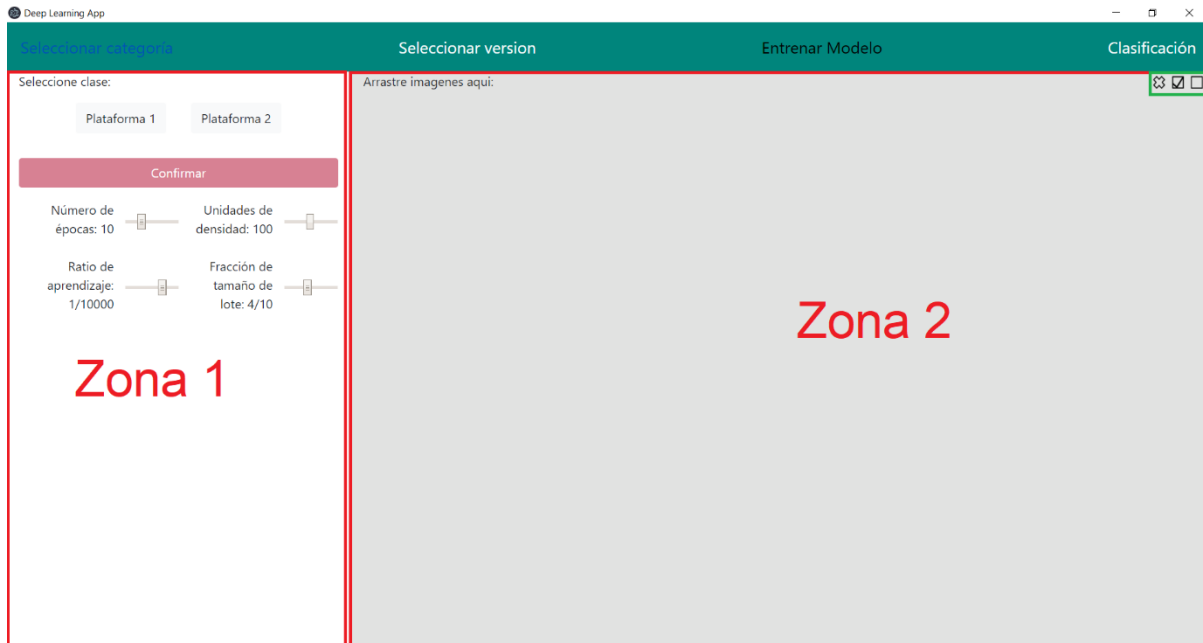 Deep Learning App
Seleccionar categoría
Seleccionar version
Entrenar Modelo
Clasificación
Seleccione clase:
Arrastre imagenes aqui:
Plataforma 1
Plataforma 2
Confirmar
Número de
épocas: 10
Unidades de
densidad: 100
Ratio de
aprendizaje:
1/10000
Fracción de
tamaño de
lote: 4/10
Zona 1
Zona 2